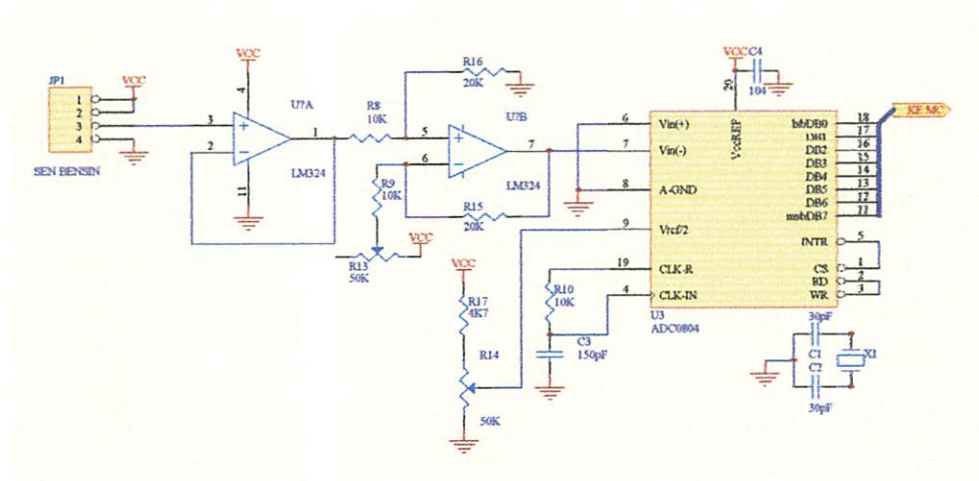 JP1
VCC
1
2
3
4
SEN BENSIN
VCC
4
U?A
3
2
1
11
LM324
R8
10K
R16
20K
U?B
5
6
7
LM324
R9
10K
R15
20K
R13
50K
VCC
VCC
R17
4K7
R14
50K
R10
10K
C3
150pF
VCC
C4
104
20
VccREF
6 Vin(+)
7 Vin(-)
8 A-GND
9 Vref/2
19 CLK-R
4 CLK-IN
lsbDB0 18
DB1 17
DB2 16
DB3 15
DB4 14
DB5 13
DB6 12
msbDB7 11
INTR 5
CS 1
RD 2
WR 3
KE MC
U3
ADC0804
30pF
C1
C2
X1
30pF